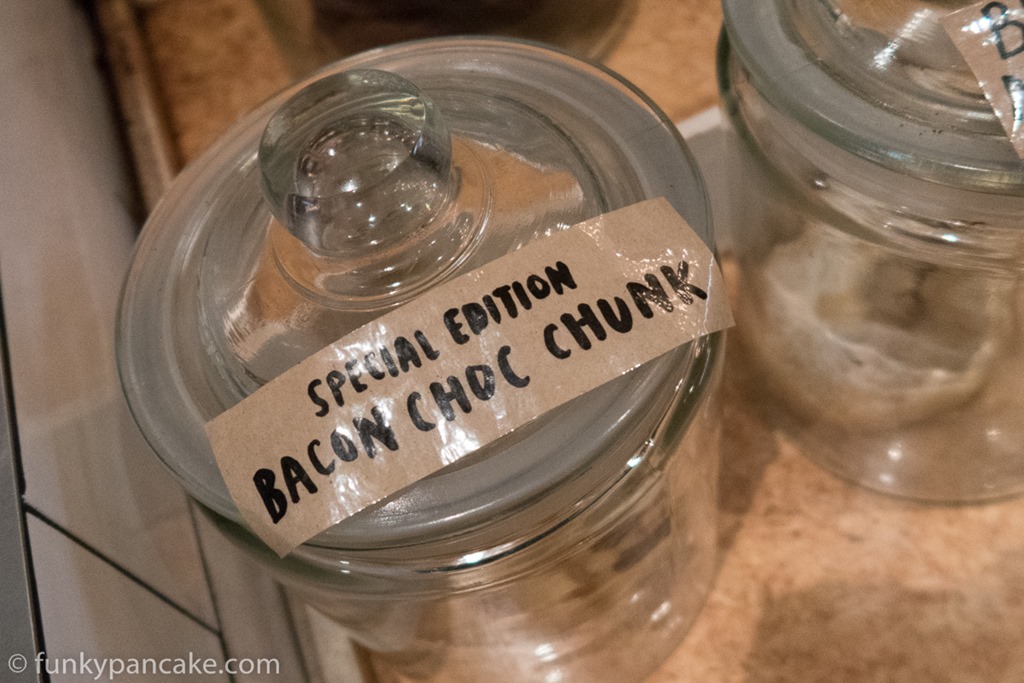 SPECIAL EDITION
BACON CHOC CHUNK
© funkypancake.com